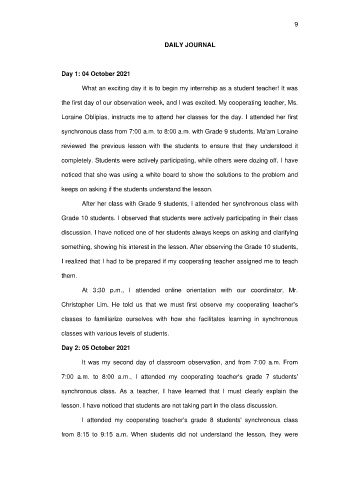 9
DAILY JOURNAL
Day 1: 04 October 2021
What an exciting day it is to begin my internship as a student teacher! It was
the first day of our observation week, and I was excited. My cooperating teacher, Ms.
Loraine Oblipias, instructs me to attend her classes for the day. I attended her first
synchronous class from 7:00 a.m. to 8:00 a.m. with Grade 9 students. Ma'am Loraine
reviewed the previous lesson with the students to ensure that they understood it
completely. Students were actively participating, while others were dozing off. I have
noticed that she was using a white board to show the solutions to the problem and
keeps on asking if the students understand the lesson.
After her class with Grade 9 students, I attended her synchronous class with
Grade 10 students. I observed that students were actively participating in their class
discussion. I have noticed one of her students always keeps on asking and clarifying
something, showing his interest in the lesson. After observing the Grade 10 students,
I realized that I had to be prepared if my cooperating teacher assigned me to teach
them.
At 3:30 p.m., I attended online orientation with our coordinator, Mr.
Christopher Lim. He told us that we must first observe my cooperating teacher's
classes to familiarize ourselves with how she facilitates learning in synchronous
classes with various levels of students.
Day 2: 05 October 2021
It was my second day of classroom observation, and from 7:00 a.m. From
7:00 a.m. to 8:00 a.m., I attended my cooperating teacher's grade 7 students'
synchronous class. As a teacher, I have learned that I must clearly explain the
lesson. I have noticed that students are not taking part in the class discussion.
I attended my cooperating teacher's grade 8 students' synchronous class
from 8:15 to 9:15 a.m. When students did not understand the lesson, they were